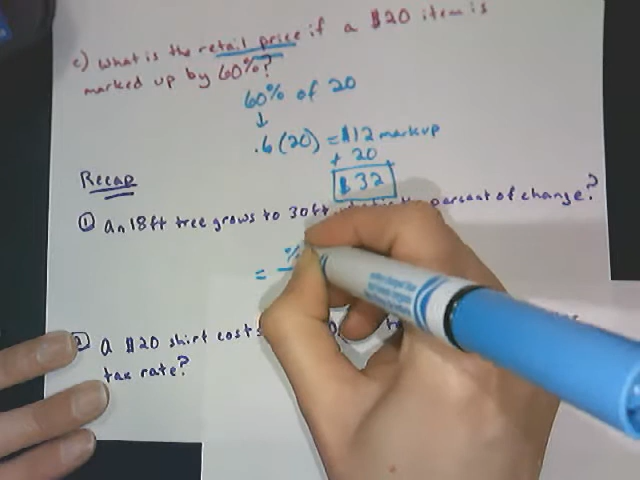 c) What is the retail price if a $20 item is
marked up by 60%?
60% of 20
↓
.6(20) = $12 markup
+ 20
$32
Recap
① an 18ft tree grows to 30ft the percent of change?
= %
② a $20 shirt costs
tax rate?